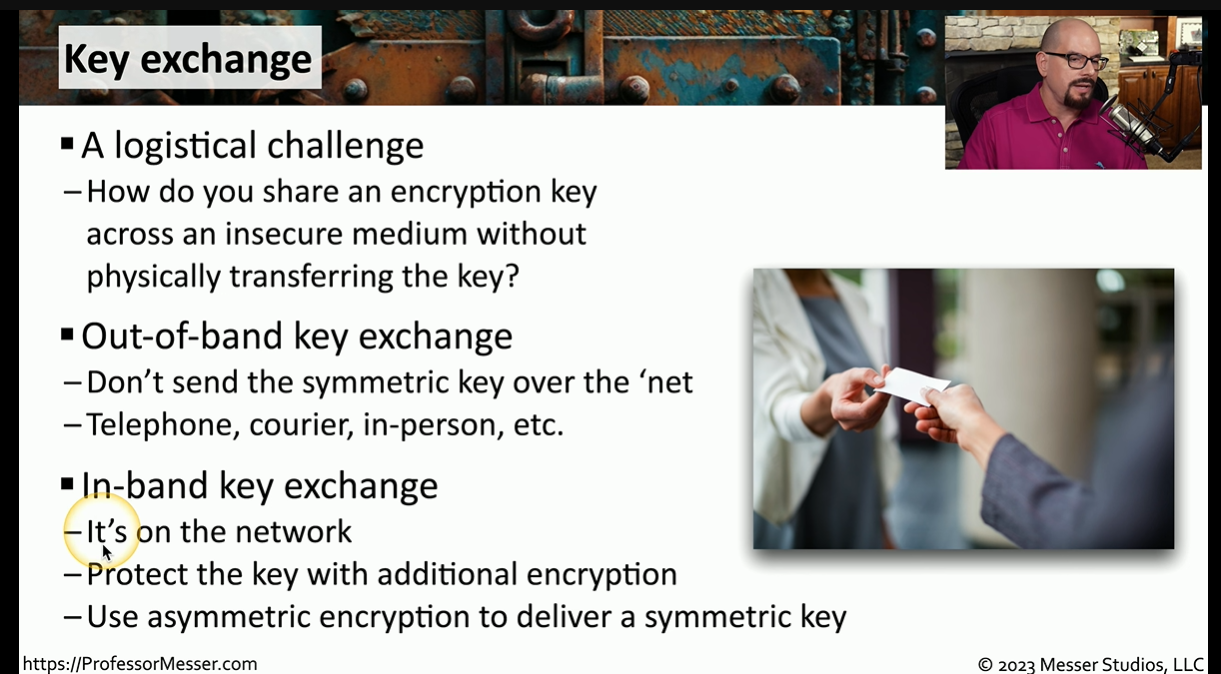 Key exchange
▪ A logistical challenge
– How do you share an encryption key
across an insecure medium without
physically transferring the key?
▪ Out-of-band key exchange
– Don’t send the symmetric key over the ‘net
– Telephone, courier, in-person, etc.
▪ In-band key exchange
– It’s on the network
– Protect the key with additional encryption
– Use asymmetric encryption to deliver a symmetric key
https://ProfessorMesser.com
© 2023 Messer Studios, LLC